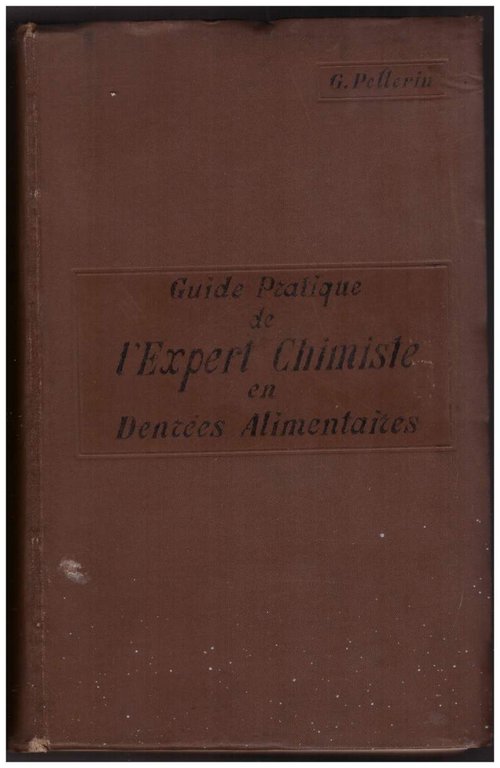 G. Pellerin
Guide Pratique
de
l'Expert Chimiste
en
Denrées Alimentaires